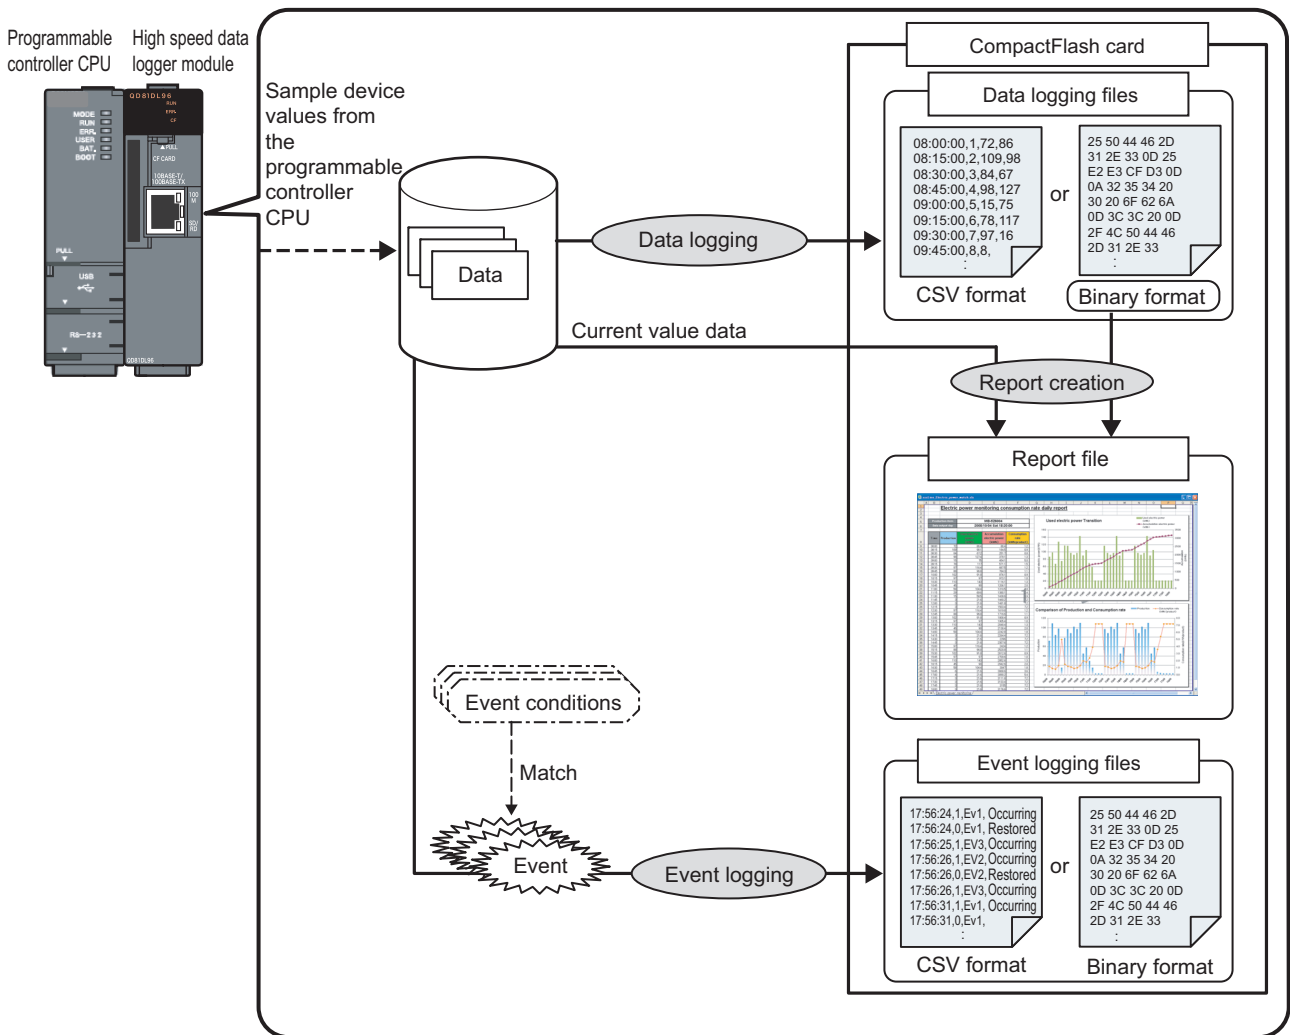 Programmable
controller CPU
High speed data
logger module
QD81DL96
RUN
ERR.
CF
MODE
RUN
ERR.
USER
BAT.
BOOT
▲PULL
CF CARD
10BASE-T/
100BASE-TX
100
M
SD/
RD
PULL
USB
RS-232
QD81DL96
Sample device
values from
the
programmable
controller
CPU
Data
Data logging
Current value data
CompactFlash card
Data logging files
08:00:00,1,72,86
08:15:00,2,109,98
08:30:00,3,84,67
08:45:00,4,98,127
09:00:00,5,15,75
09:15:00,6,78,117
09:30:00,7,97,16
09:45:00,8,8,
:
CSV format
or
25 50 44 46 2D
31 2E 33 0D 25
E2 E3 CF D3 0D
0A 32 35 34 20
30 20 6F 62 6A
0D 3C 3C 20 0D
2F 4C 50 44 46
2D 31 2E 33
:
Binary format
Report creation
Report file
Electric power monitoring consumption rate daily report
Used electric power Transition
Comparison of Production and Consumption rate
Event conditions
Match
Event
Event logging
Event logging files
17:56:24,1,Ev1, Occurring
17:56:24,0,Ev1, Restored
17:56:25,1,EV3, Occurring
17:56:26,1,EV2, Occurring
17:56:26,0,EV2, Restored
17:56:26,1,EV3, Occurring
17:56:31,1,Ev1, Occurring
17:56:31,0,Ev1,
:
CSV format
or
25 50 44 46 2D
31 2E 33 0D 25
E2 E3 CF D3 0D
0A 32 35 34 20
30 20 6F 62 6A
0D 3C 3C 20 0D
2F 4C 50 44 46
2D 31 2E 33
:
Binary format